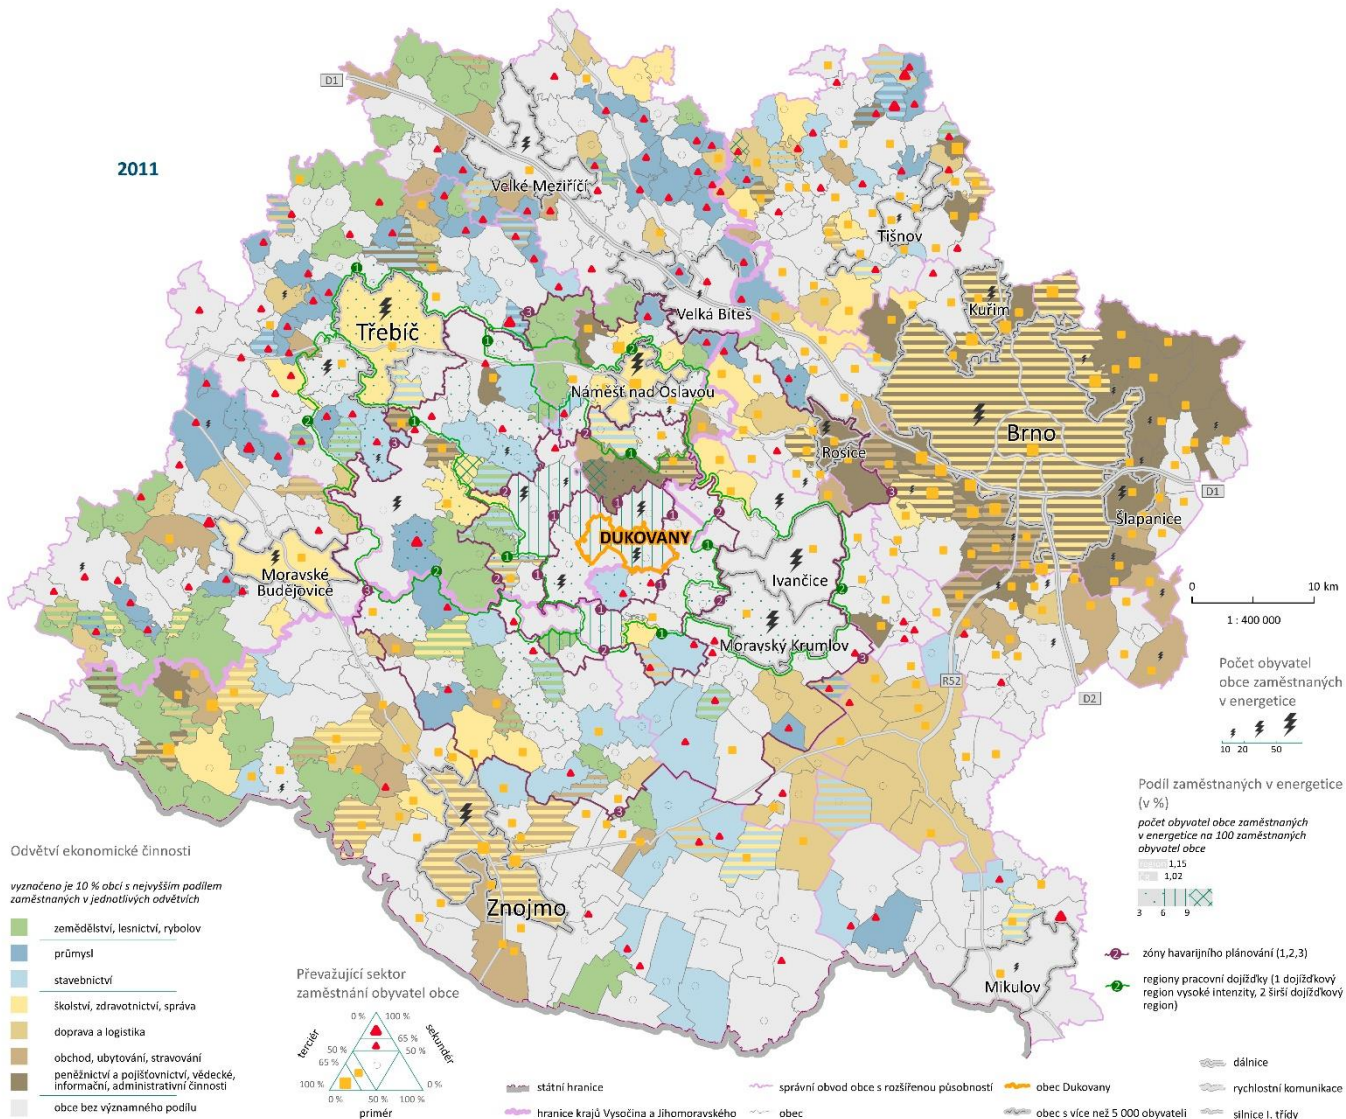 2011
D1
Velké Meziříčí
Tišnov
Třebíč
Velká Bíteš
Kuřim
Náměšť nad Oslavou
Brno
Rosice
Šlapanice
D1
DUKOVANY
Moravské
Budějovice
Ivančice
Moravský Krumlov
R52
D2
Znojmo
Mikulov
0 10 km
1 : 400 000
Počet obyvatel
obce zaměstnaných
v energetice
10 20 50
Podíl zaměstnaných v energetice
(v %)
počet obyvatel obce zaměstnaných
v energetice na 100 zaměstnaných
obyvatel obce
1,15
1,02
3 6 9
zóny havarijního plánování (1,2,3)
regiony pracovní dojížďky (1 dojížďkový
region vysoké intenzity, 2 širší dojížďkový
region)
Odvětví ekonomické činnosti
vyznačeno je 10 % obcí s nejvyšším podílem
zaměstnaných v jednotlivých odvětvích
zemědělství, lesnictví, rybolov
průmysl
stavebnictví
školství, zdravotnictví, správa
doprava a logistika
obchod, ubytování, stravování
peněžnictví a pojišťovnictví, vědecké,
informační, administrativní činnosti
obce bez významného podílu
Převažující sektor
zaměstnání obyvatel obce
0 % 100 %
terciér
sekundér
65 %
50 % 50 %
65 %
100 % 0 %
0 % 50 % 100 %
primér
státní hranice
hranice krajů Vysočina a Jihomoravského
správní obvod obce s rozšířenou působností
obec
obec Dukovany
obec s více než 5 000 obyvateli
dálnice
rychlostní komunikace
silnice I. třídy